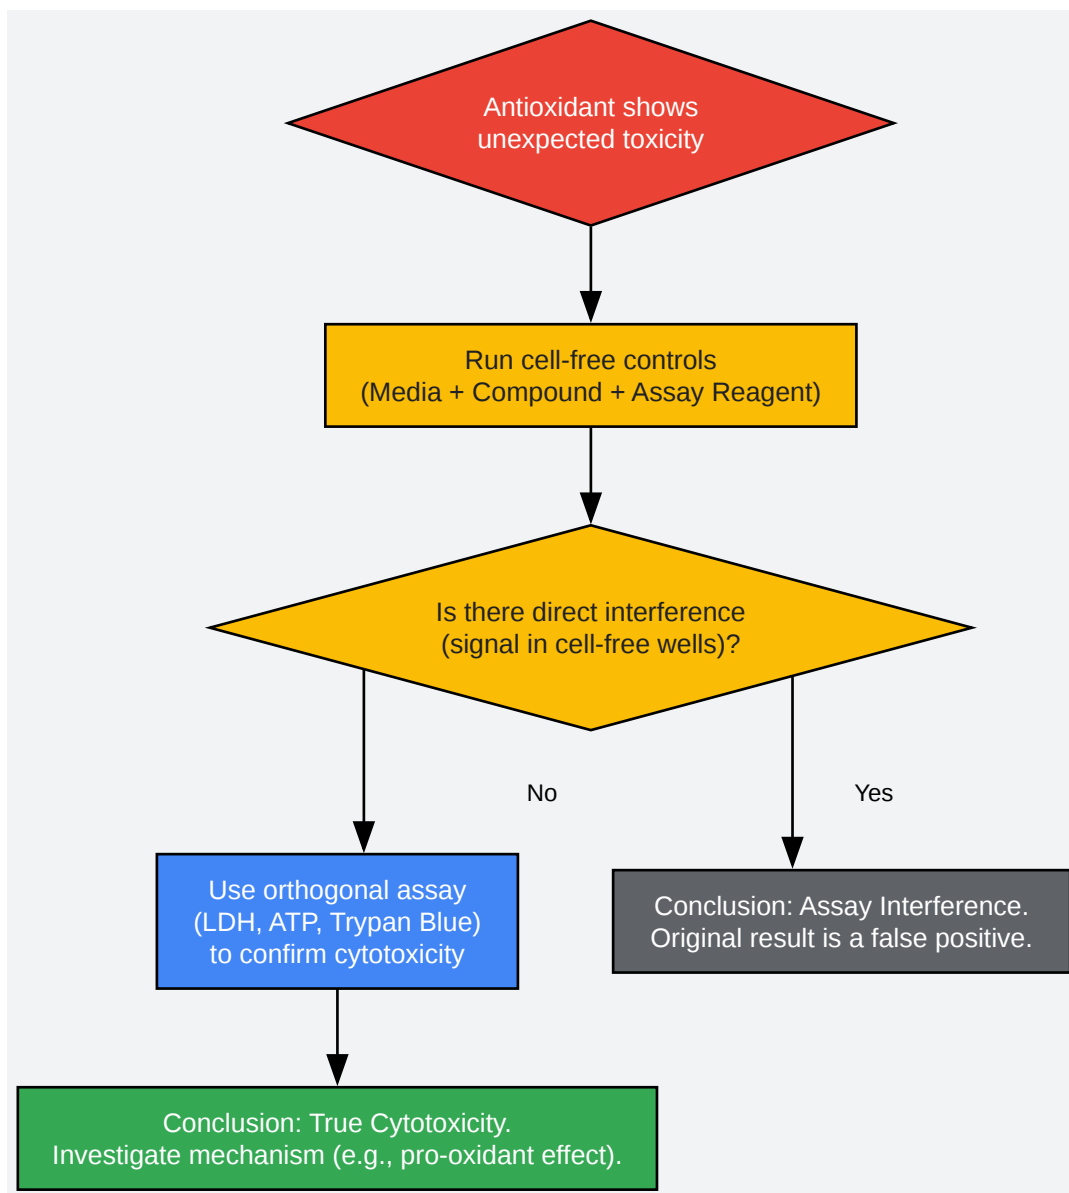 Antioxidant shows
unexpected toxicity
Run cell-free controls
(Media + Compound + Assay Reagent)
Is there direct interference
(signal in cell-free wells)?
No
Yes
Use orthogonal assay
(LDH, ATP, Trypan Blue)
to confirm cytotoxicity
Conclusion: Assay Interference.
Original result is a false positive.
Conclusion: True Cytotoxicity.
Investigate mechanism (e.g., pro-oxidant effect).